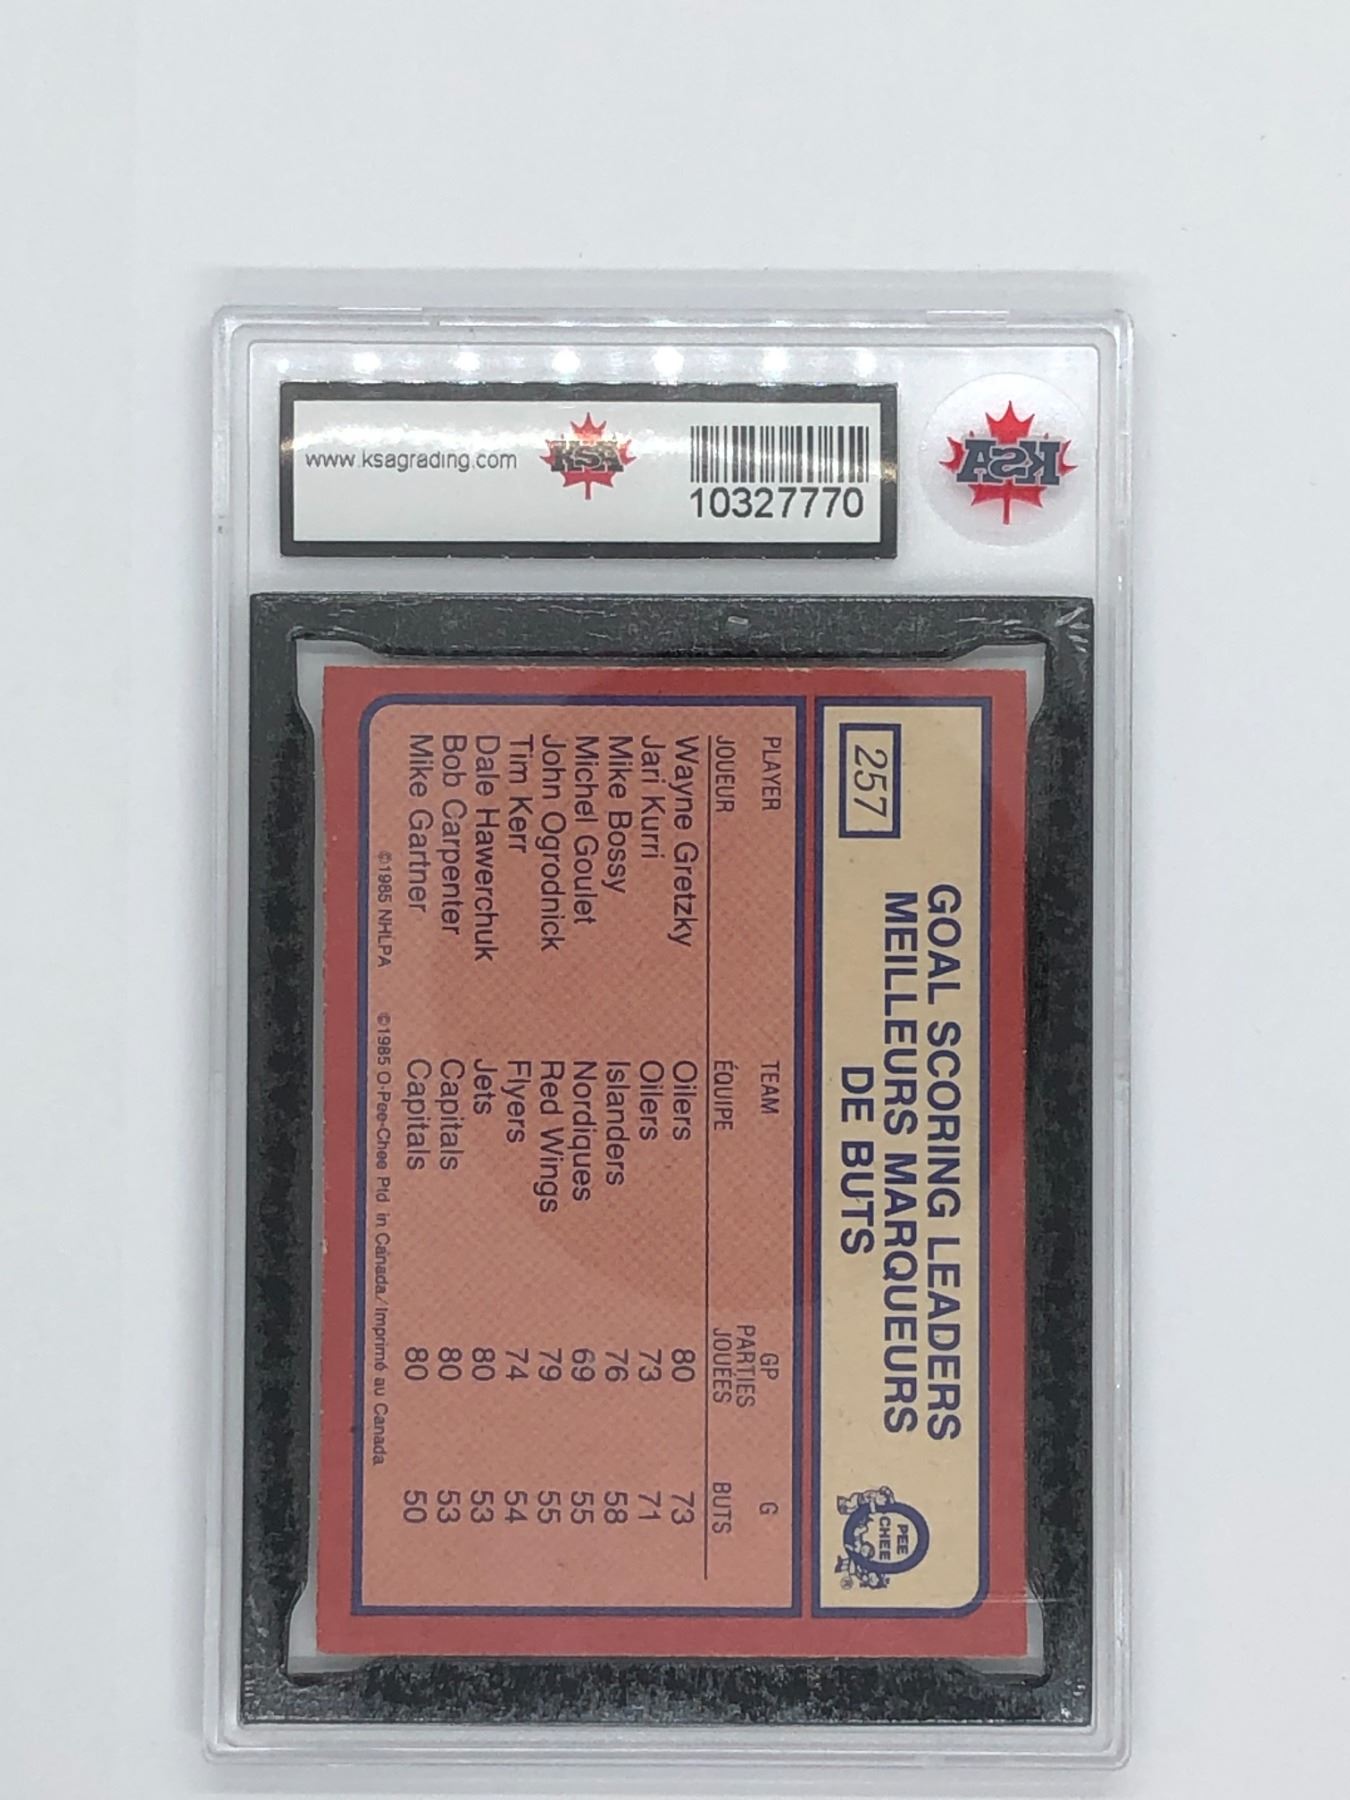 www.ksagrading.com
KSA
10327770
KSA
257
GOAL SCORING LEADERS
MEILLEURS MARQUEURS
DE BUTS
PEE
CHEE
®
PLAYER TEAM GP G
JOUEUR ÉQUIPE PARTIES JOUÉES BUTS
Wayne Gretzky Oilers 80 73
Jari Kurri Oilers 73 71
Mike Bossy Islanders 76 58
Michel Goulet Nordiques 69 55
John Ogrodnick Red Wings 79 55
Tim Kerr Flyers 74 54
Dale Hawerchuk Jets 80 53
Bob Carpenter Capitals 80 53
Mike Gartner Capitals 80 50
©1985 NHLPA ©1985 O-Pee-Chee Ptd. in Canada/Imprimé au Canada